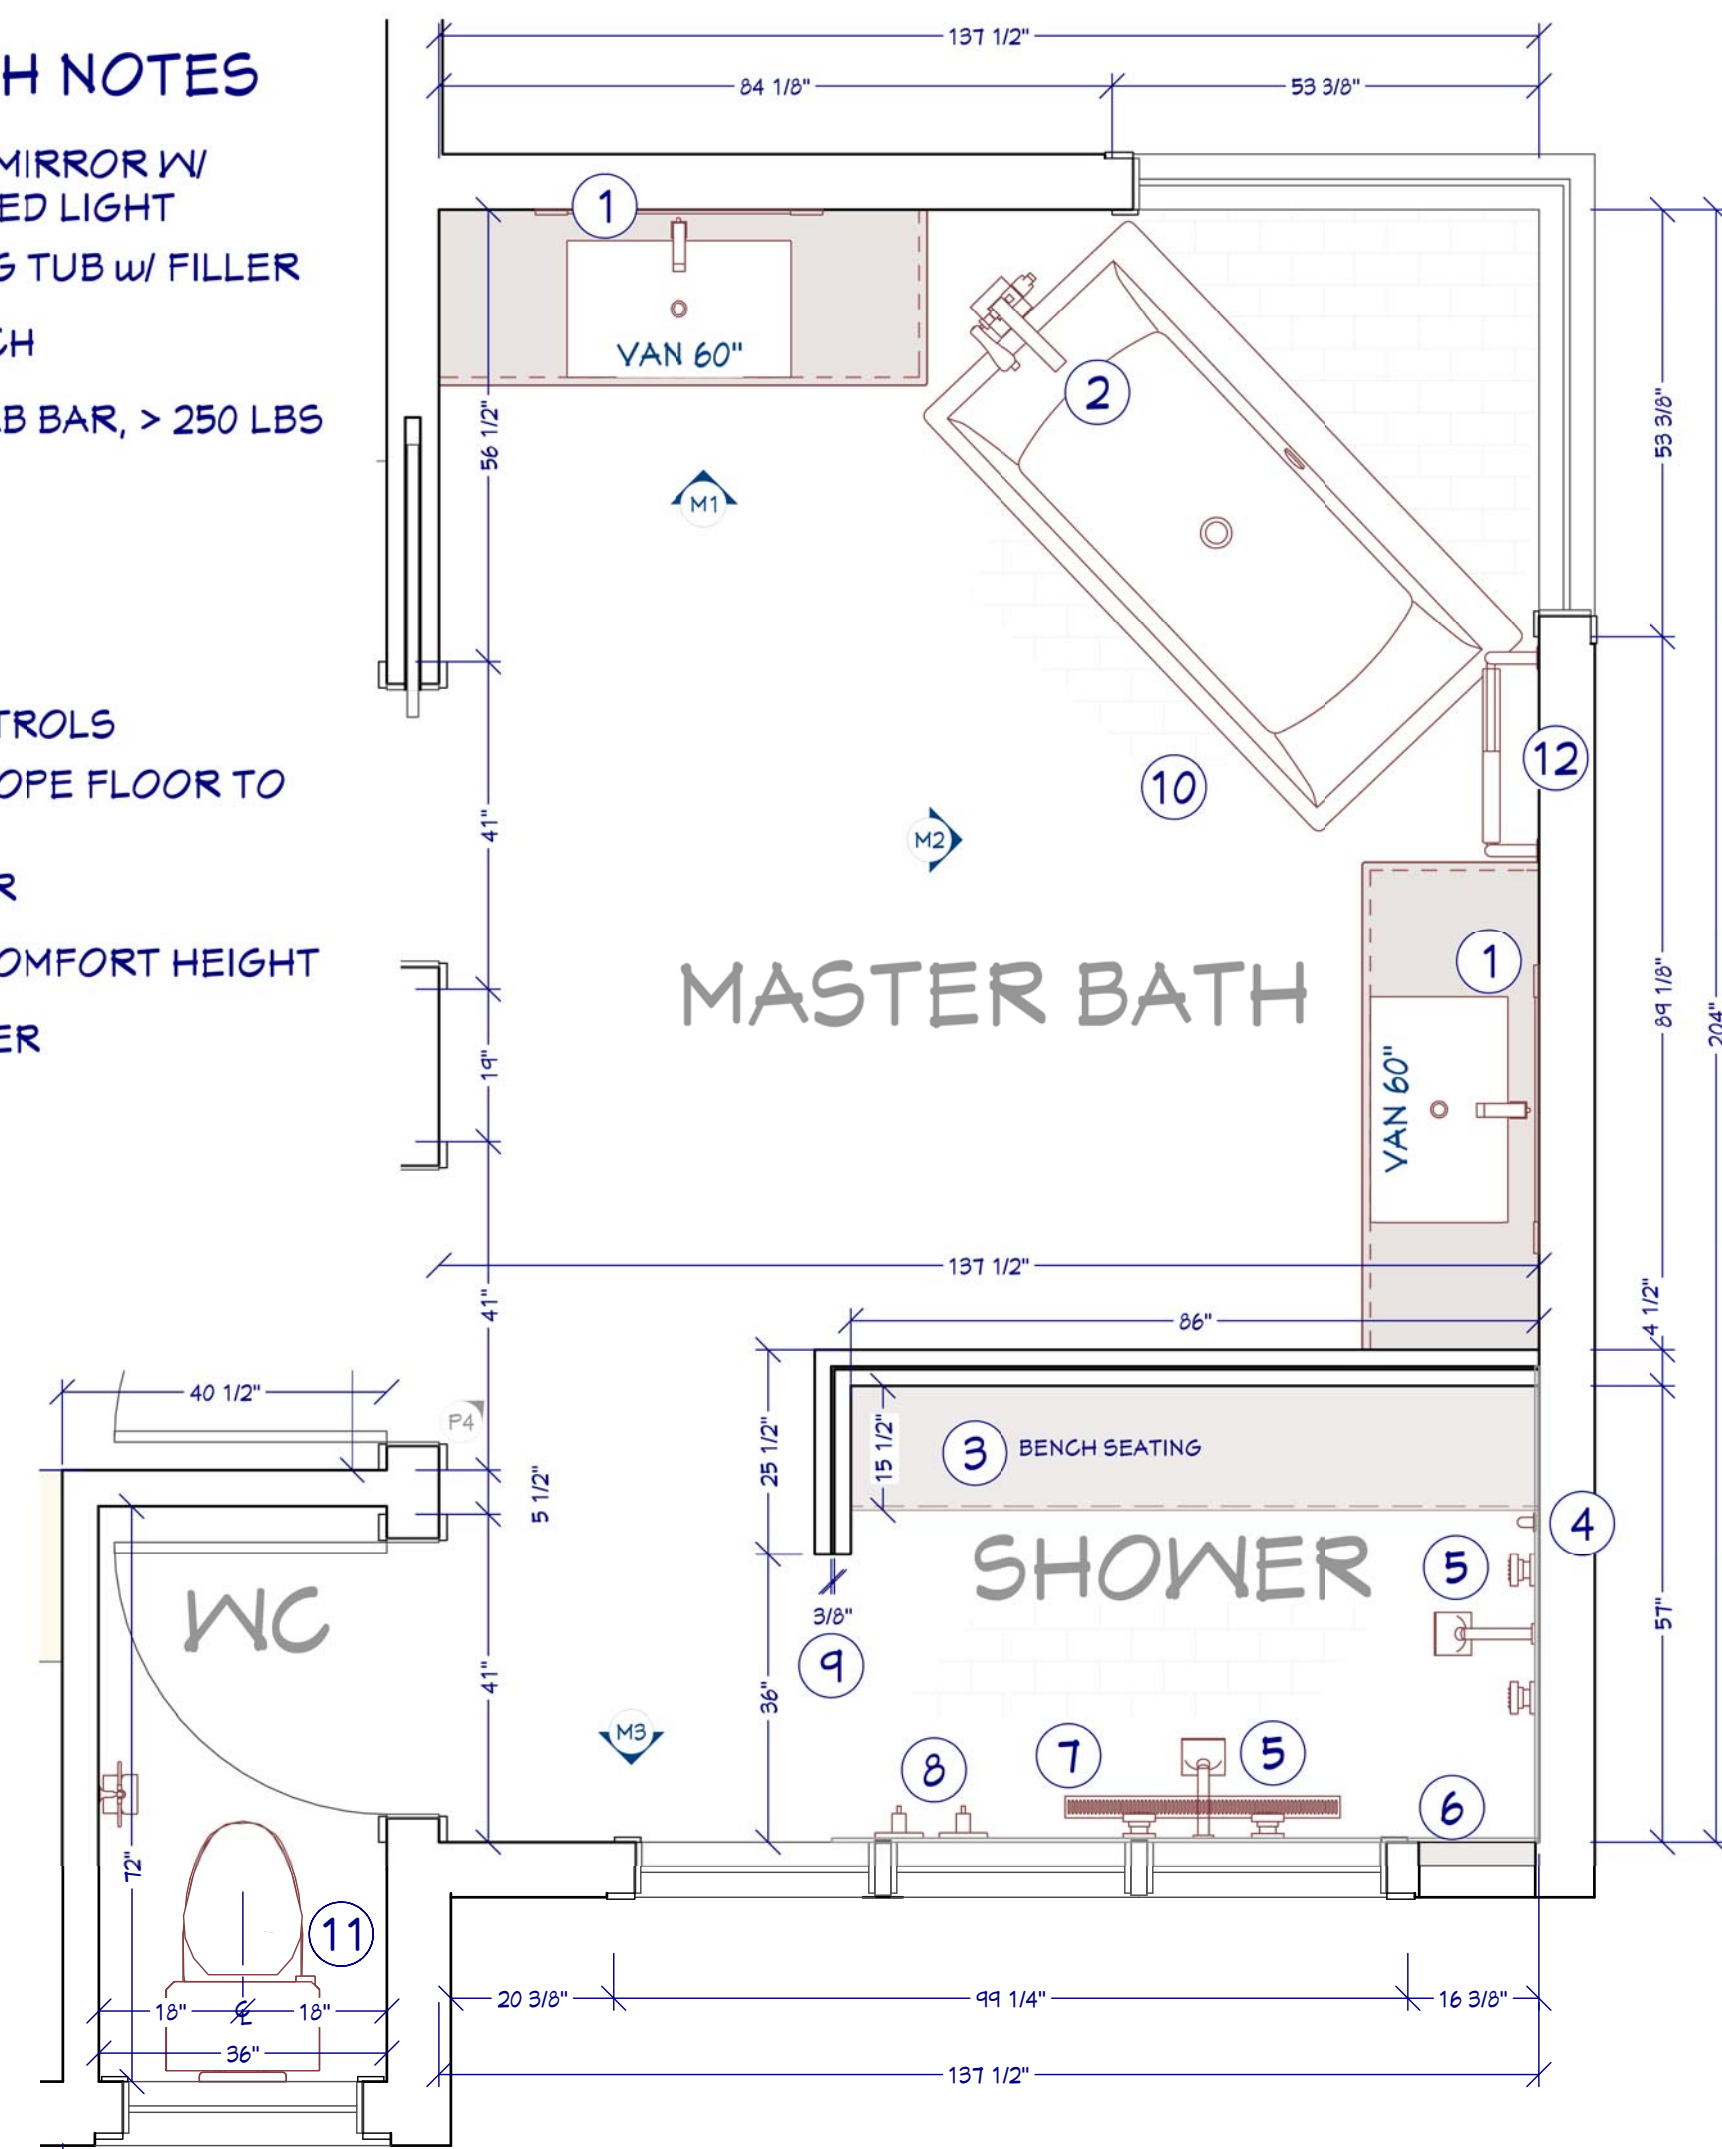 H NOTES
MIRROR W/
ED LIGHT
G TUB w/ FILLER
CH
B BAR, > 250 LBS
TROLS
OPE FLOOR TO
R
OMFORT HEIGHT
ER
137 1/2"
84 1/8"
53 3/8"
1
VAN 60"
2
56 1/2"
53 3/8"
M1
12
10
41"
M2
1
MASTER BATH
89 1/8"
204"
19"
VAN 60"
137 1/2"
41"
4 1/2"
86"
40 1/2"
P4
25 1/2"
15 1/2"
3
BENCH SEATING
5 1/2"
4
SHOWER
5
WC
3/8"
57"
9
41"
36"
M3
8
7
5
6
72"
11
20 3/8"
99 1/4"
16 3/8"
18"
18"
36"
137 1/2"